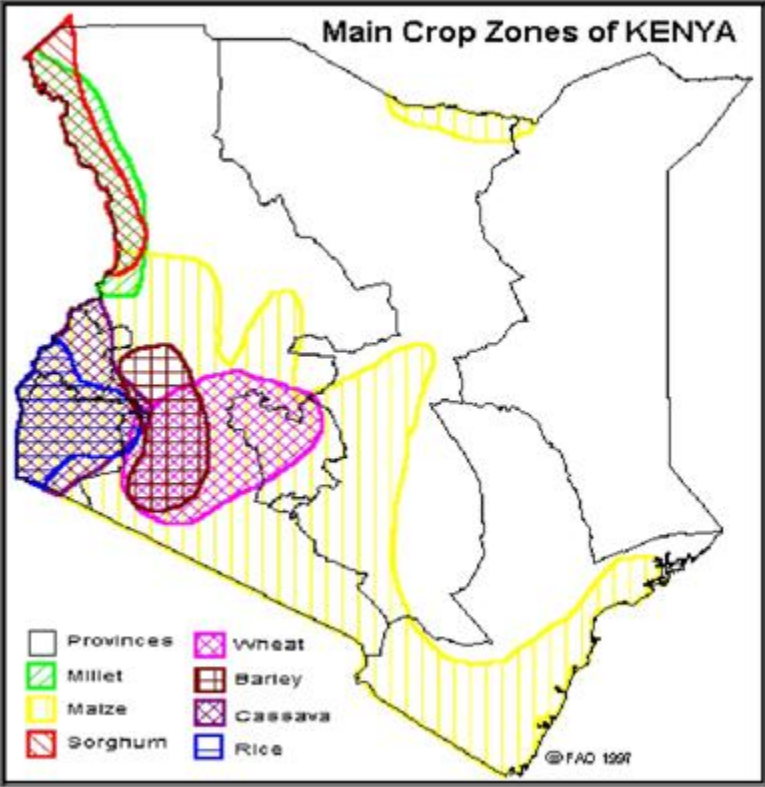 Main Crop Zones of KENYA
Provinces
Millet
Maize
Sorghum
Wheat
Barley
Cassava
Rice
©FAO 1997